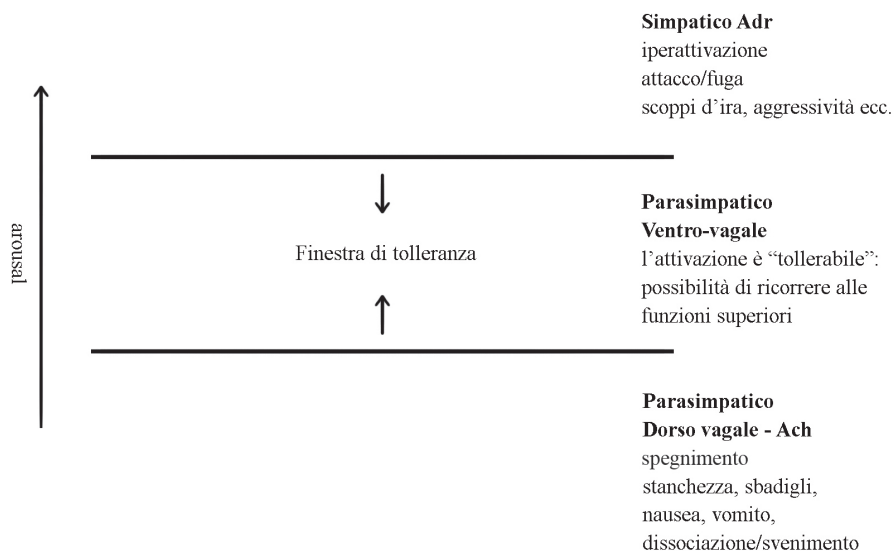 Simpatico Adr
iperattivazione
attacco/fuga
scoppi d’ira, aggressività ecc.
arousal
Finestra di tolleranza
Parasimpatico
Ventro-vagale
l’attivazione è “tollerabile”:
possibilità di ricorrere alle
funzioni superiori
Parasimpatico
Dorso vagale - Ach
spegnimento
stanchezza, sbadigli,
nausea, vomito,
dissociazione/svenimento